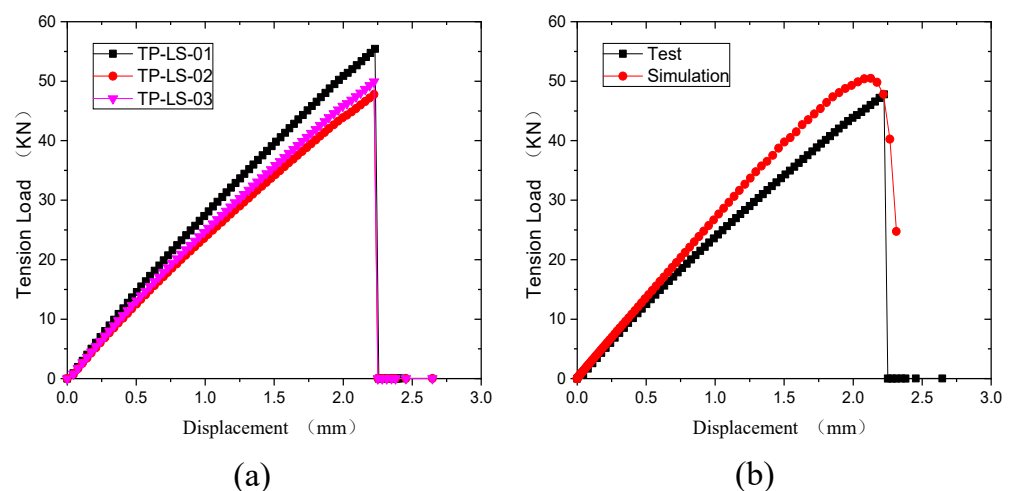 60
50
40
30
20
10
0
Tension Load （KN）
TP-LS-01
TP-LS-02
TP-LS-03
0.0 0.5 1.0 1.5 2.0 2.5 3.0
Displacement （mm）
(a)
60
50
40
30
20
10
0
Tension Load （KN）
Test
Simulation
0.0 0.5 1.0 1.5 2.0 2.5 3.0
Displacement （mm）
(b)